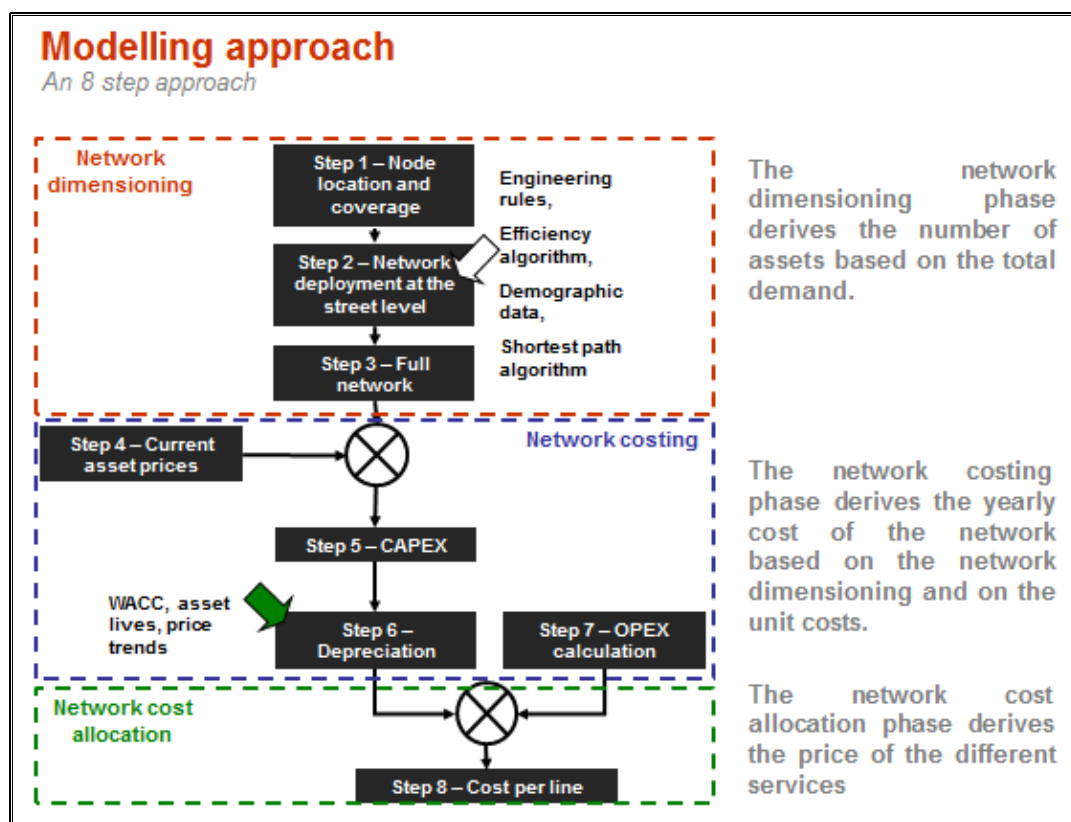 Modelling approach
An 8 step approach
Network
dimensioning
Step 1 – Node
location and
coverage
Step 2 – Network
deployment at the
street level
Step 3 – Full
network
Engineering
rules,
Efficiency
algorithm,
Demographic
data,
Shortest path
algorithm
The network
dimensioning phase
derives the number of
assets based on the total
demand.
Network costing
Step 4 – Current
asset prices
Step 5 – CAPEX
WACC, asset
lives, price
trends
Step 6 –
Depreciation
Step 7 – OPEX
calculation
The network costing
phase derives the yearly
cost of the network
based on the network
dimensioning and on the
unit costs.
Network cost
allocation
Step 8 – Cost per line
The network cost
allocation phase derives
the price of the different
services